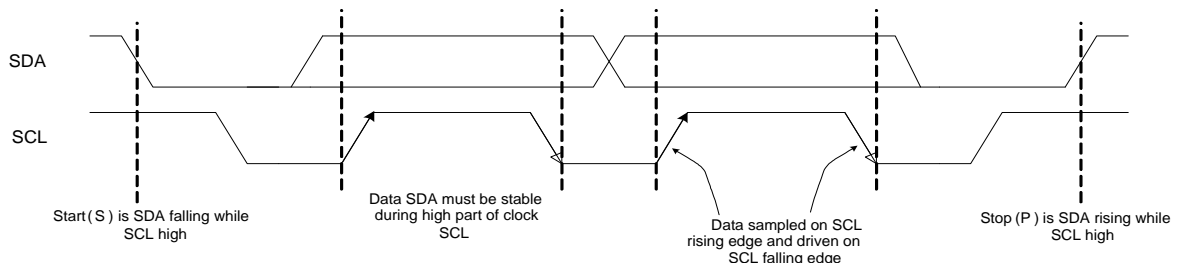 SDA
SCL
Start (S) is SDA falling while
SCL high
Data SDA must be stable
during high part of clock
SCL
Data sampled on SCL
rising edge and driven on
SCL falling edge
Stop (P) is SDA rising while
SCL high